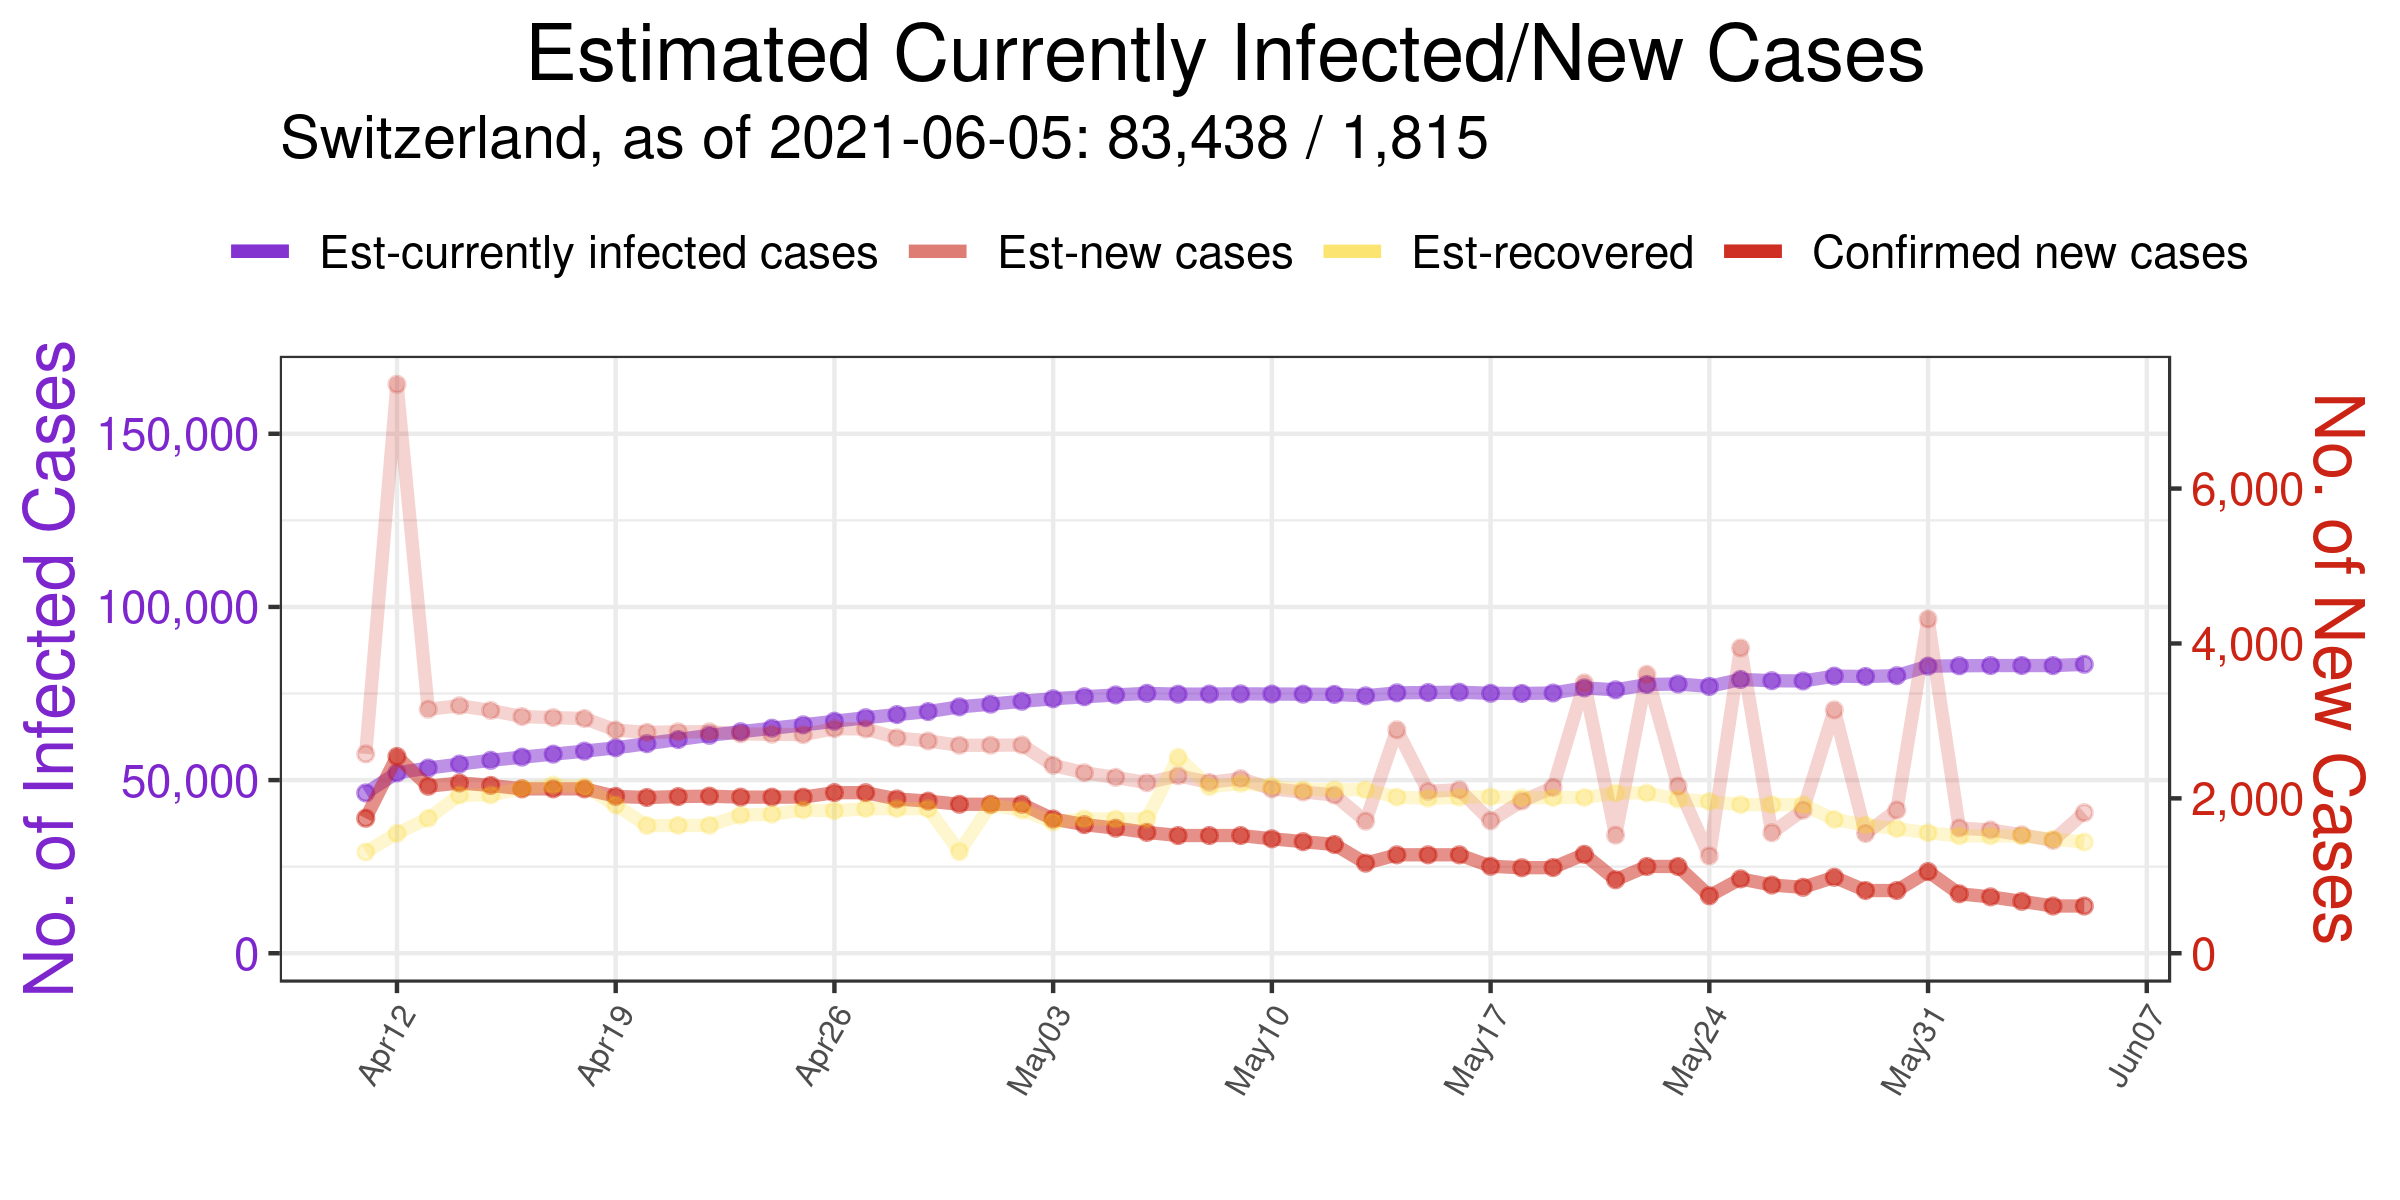 Estimated Currently Infected/New Cases
Switzerland, as of 2021-06-05: 83,438 / 1,815
Est-currently infected cases Est-new cases Est-recovered Confirmed new cases
No. of Infected Cases
150,000
100,000
50,000
0
6,000
4,000
2,000
0
No. of New Cases
Apr12 Apr19 Apr26 May03 May10 May17 May24 May31 Jun07